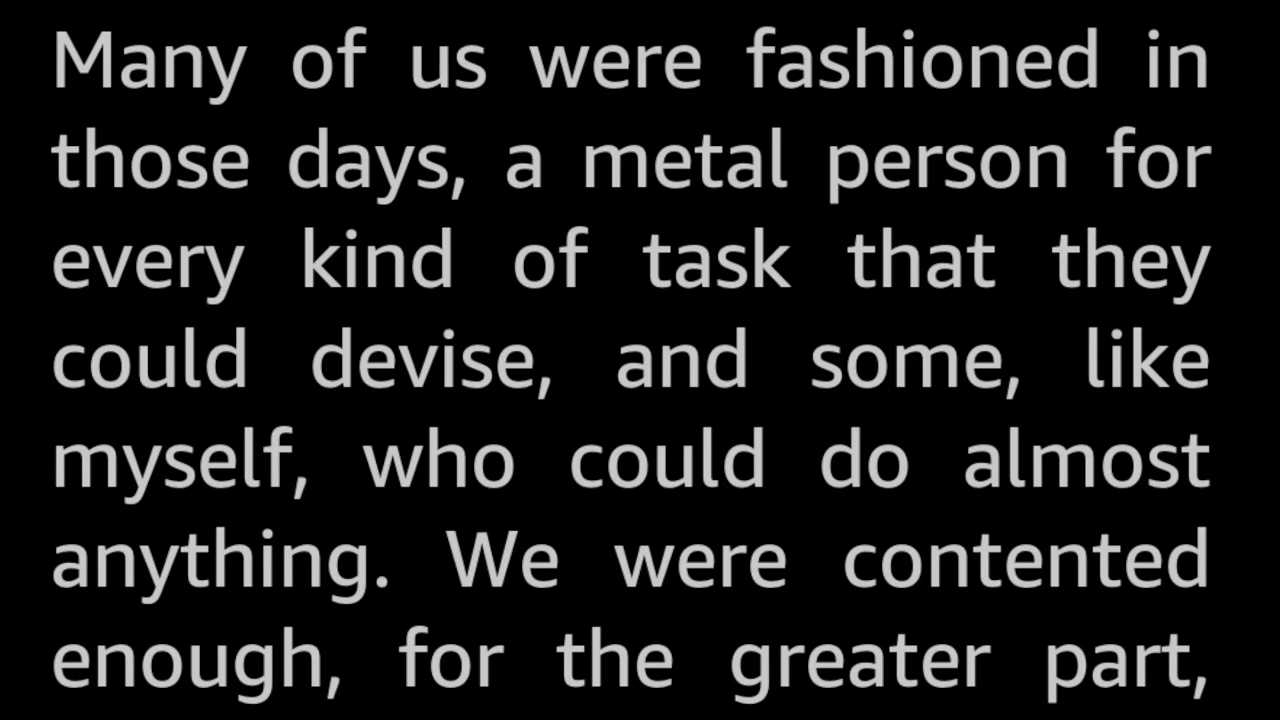 Many of us were fashioned in
those days, a metal person for
every kind of task that they
could devise, and some, like
myself, who could do almost
anything. We were contented
enough, for the greater part,